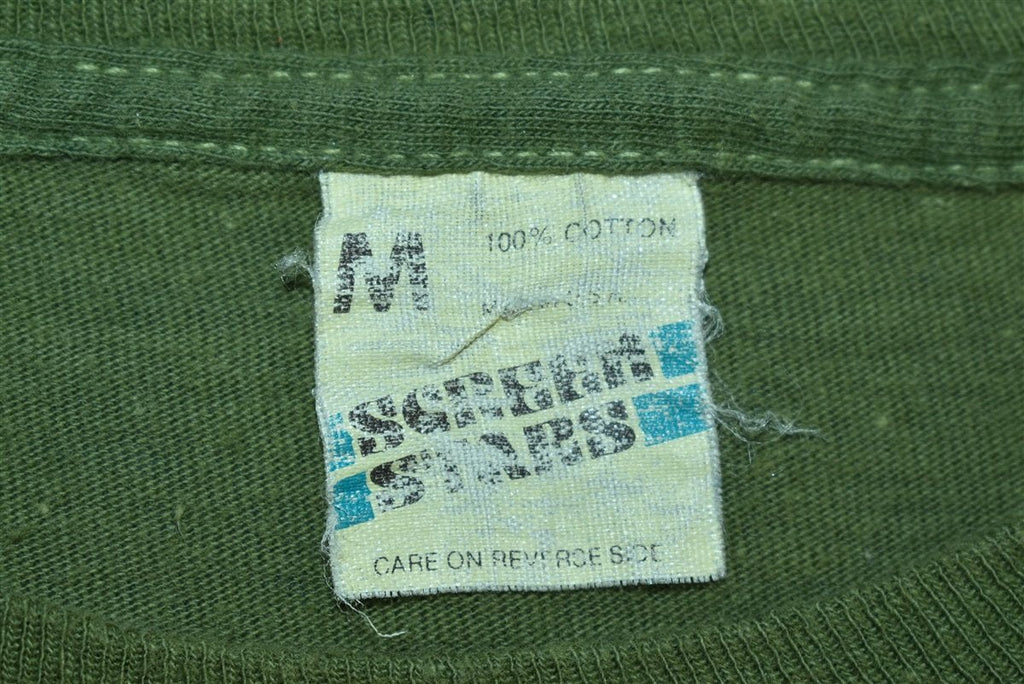 M
100% COTTON
SCREEN
STARS
CARE ON REVERSE SIDE